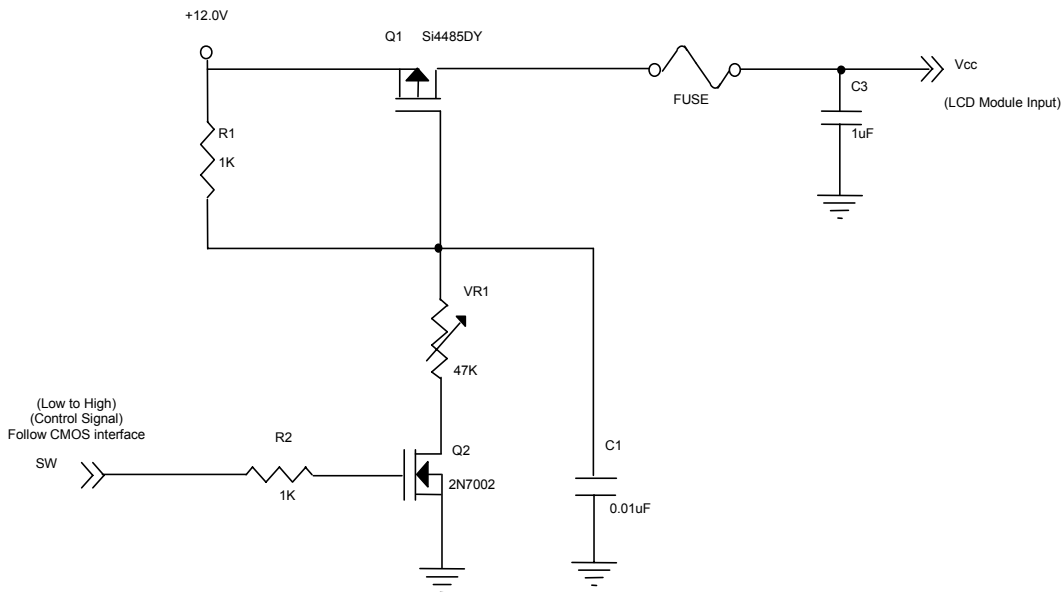 +12.0V
Q1 Si4485DY
Vcc
FUSE
C3
(LCD Module Input)
R1
1uF
1K
VR1
47K
(Low to High)
(Control Signal)
Follow CMOS interface
R2
Q2
C1
SW
2N7002
1K
0.01uF